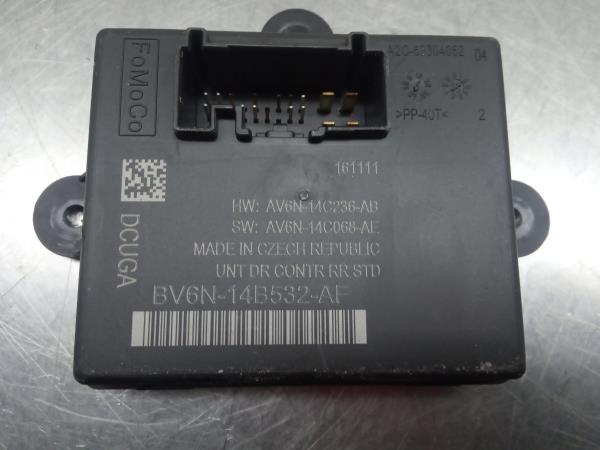 FoMoCo
A2C-59304052 04
>PP-40T< 2
161111
HW: AV6N-14C236-AB
SW: AV6N-14C068-AE
MADE IN CZECH REPUBLIC
UNT DR CONTR RR STD
DCUGA
BV6N-14B532-AF